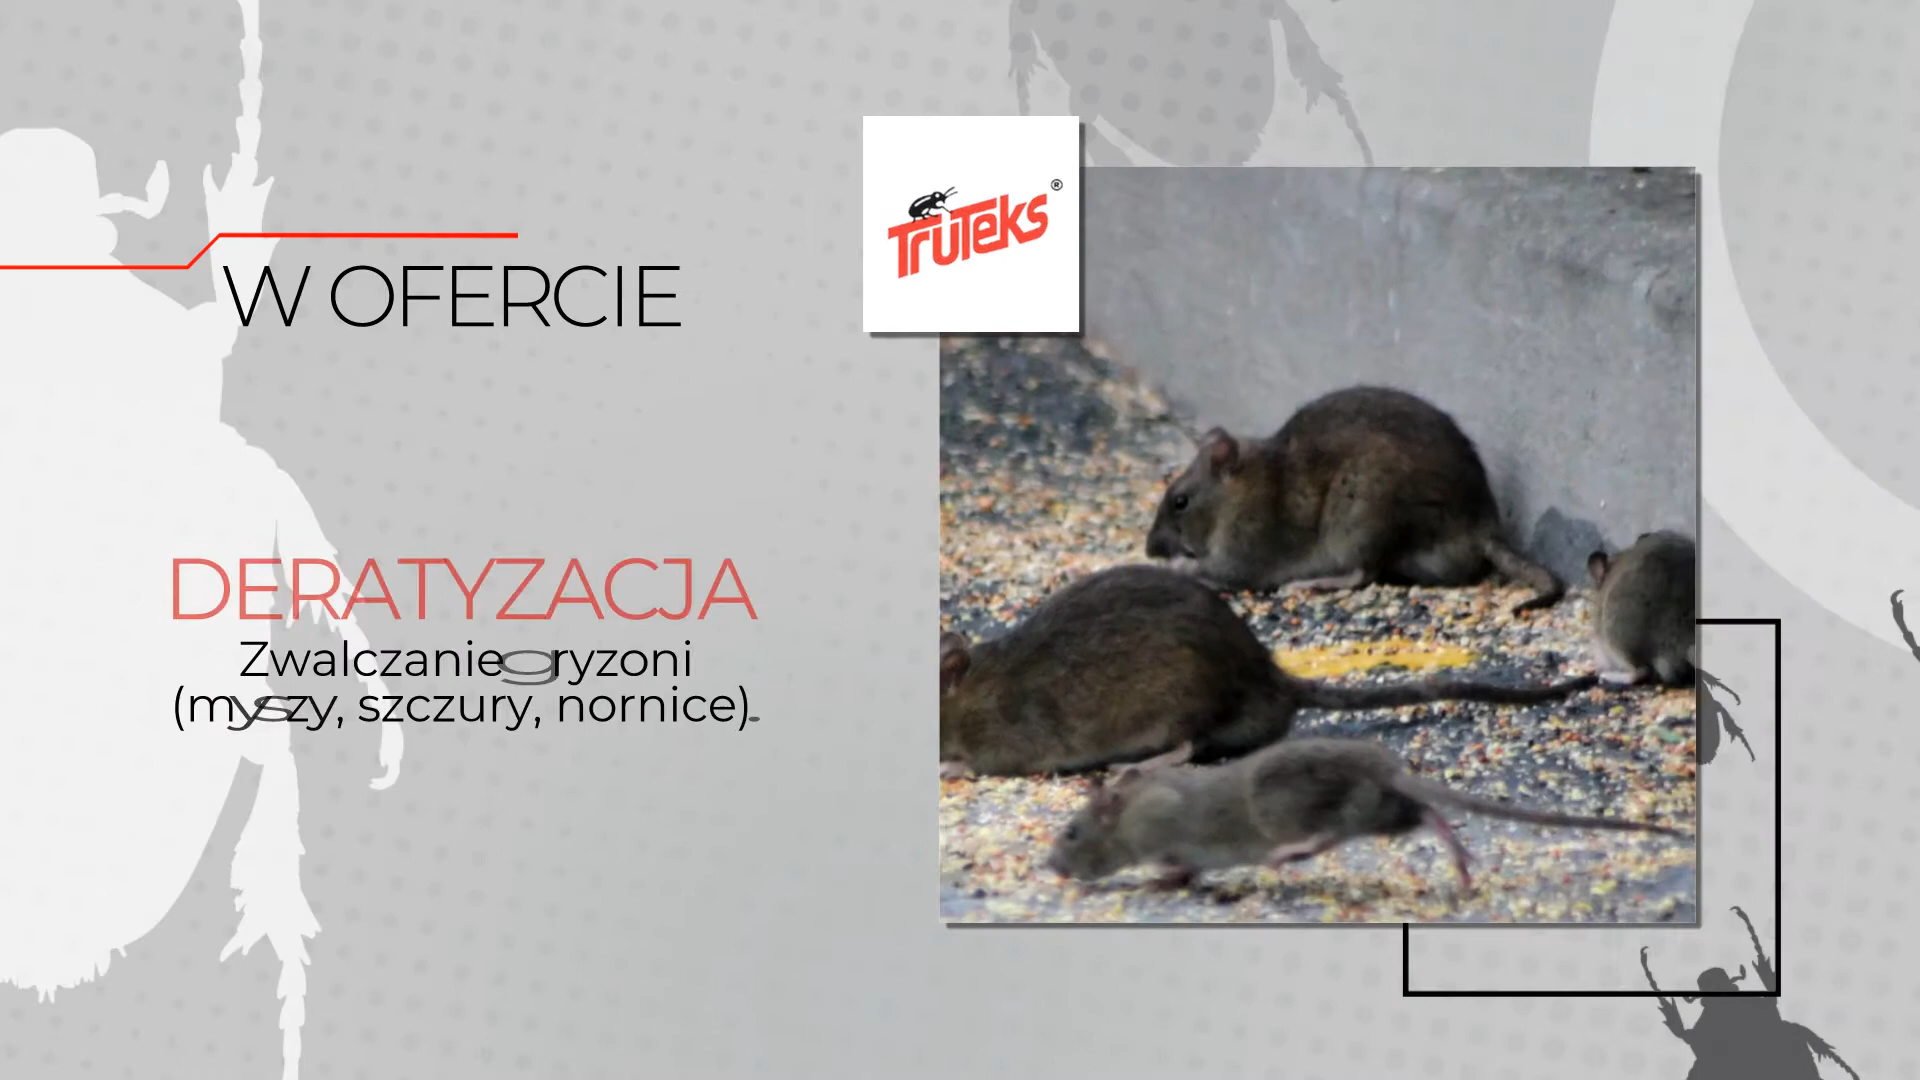 W OFERCIE
TruTeks®
DERATYZACJA
Zwalczanie gryzoni
(myszy, szczury, nornice).